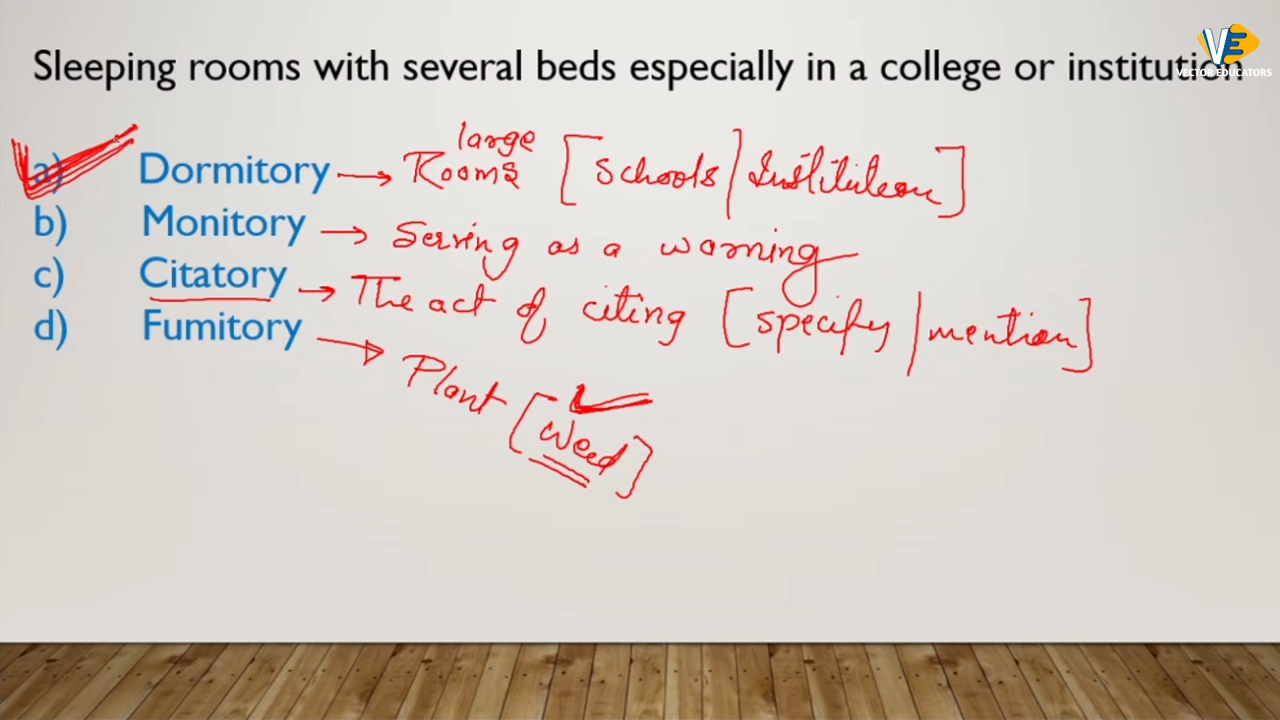 VE
VECTOR EDUCATORS
Sleeping rooms with several beds especially in a college or institution
a) Dormitory → large Rooms [Schools/Institution]
b) Monitory → Serving as a warning
c) Citatory → The act of citing [specify/mention]
d) Fumitory → Plant [Weed]